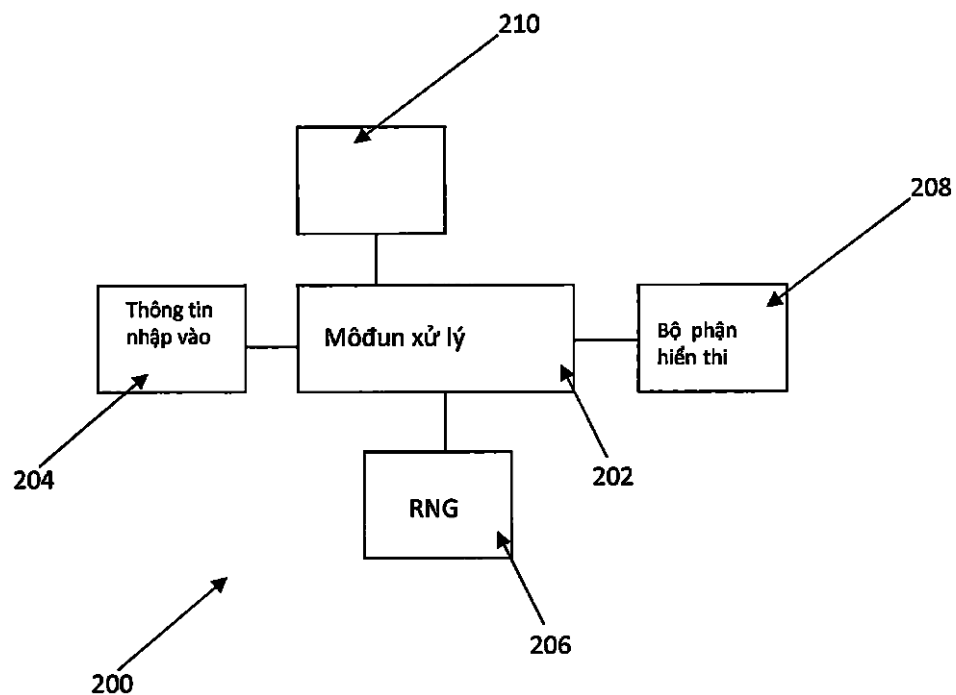 210
208
Thông tin
nhập vào
Môđun xử lý
Bộ phận
hiển thi
204
202
RNG
206
200